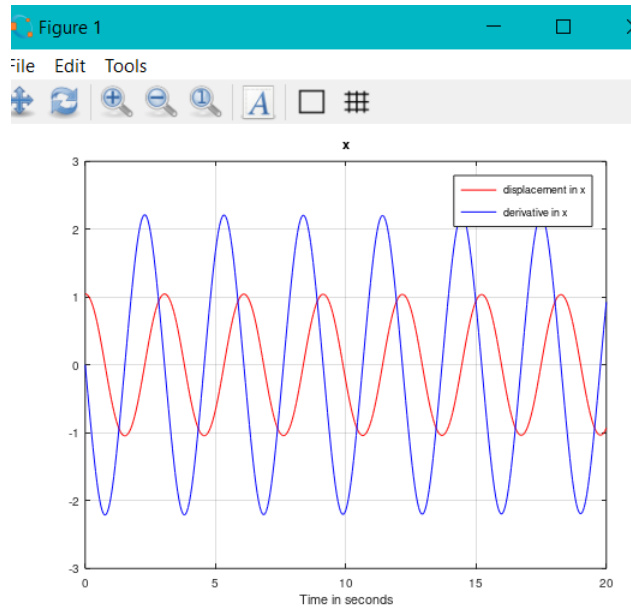 Figure 1
File Edit Tools
A
x
displacement in x
derivative in x
3
2
1
0
-1
-2
-3
0 5 10 15 20
Time in seconds